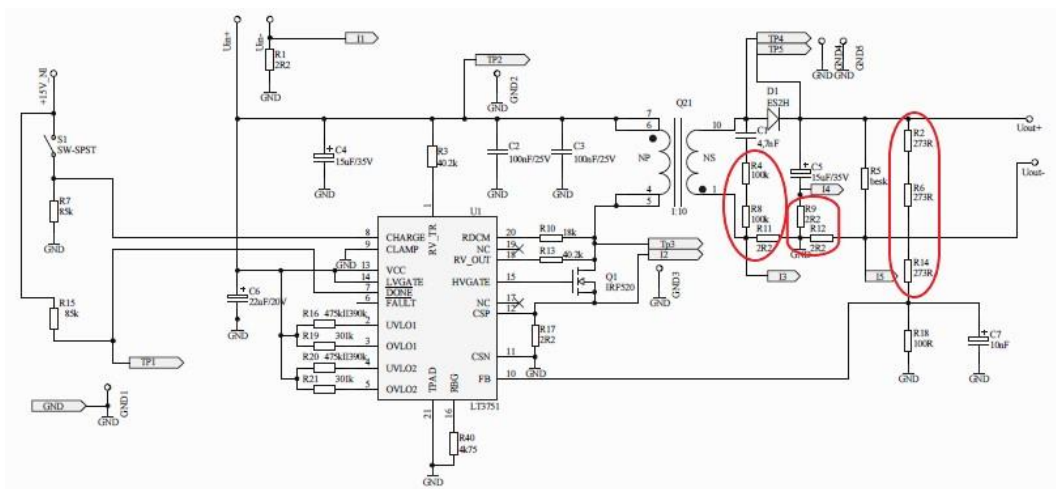 Uin+
Uin-
R1
2R2
GND
I1
TP2
GND2
GND
+15V_NI
S1
SW-SPST
R7
85k
R15
85k
TP1
GND
GND1
GND
C4
15uF/35V
GND
R3
40.2k
C2
100nF/25V
GND
C3
100nF/25V
GND
Q21
7
6
NP
4
5
10
NS
1
1:10
TP4
TP5
GND4
GND5
GND
GND
D1
ES2H
C1
4,7nF
R4
100k
R8
100k
R11
2R2
I3
C5
15uF/35V
I4
R9
2R2
R12
2R2
GND
R5
besk
I5
R2
273R
R6
273R
R14
273R
R18
100R
GND
C7
10nF
GND
Uout+
Uout-
U1
1
RV_TR
8 CHARGE
9 CLAMP
GND
13 VCC
14 LVGATE
7 DONE
6 FAULT
2 UVLO1
3 OVLO1
4 UVLO2
5 OVLO2
RDCM 20
NC 19
RV_OUT 18
HVGATE 15
NC 17
CSP 12
CSN 11
FB 10
TPAD
RBG
21
16
LT3751
C6
22uF/20V
GND
R16 475kll390k
R19 301k
R20 475kll390k
R21 301k
R10 18k
R13 40.2k
Tp3
I2
Q1
IRF520
GND3
GND
R17
2R2
GND
R40
4k75
GND